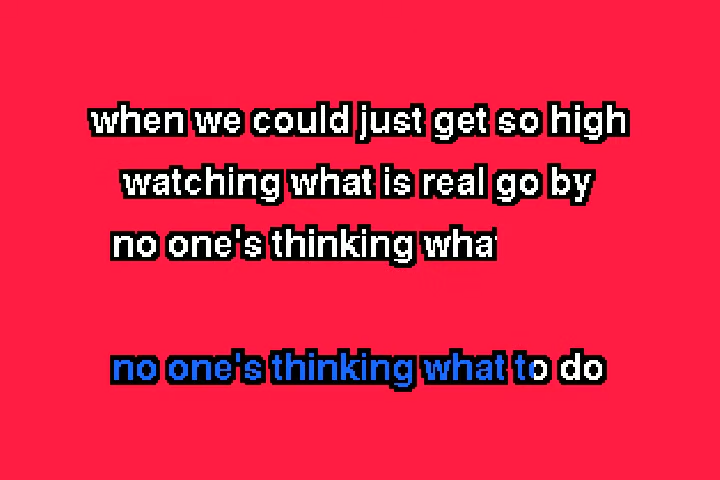 when we could just get so high
watching what is real go by
no one's thinking what
no one's thinking what to do